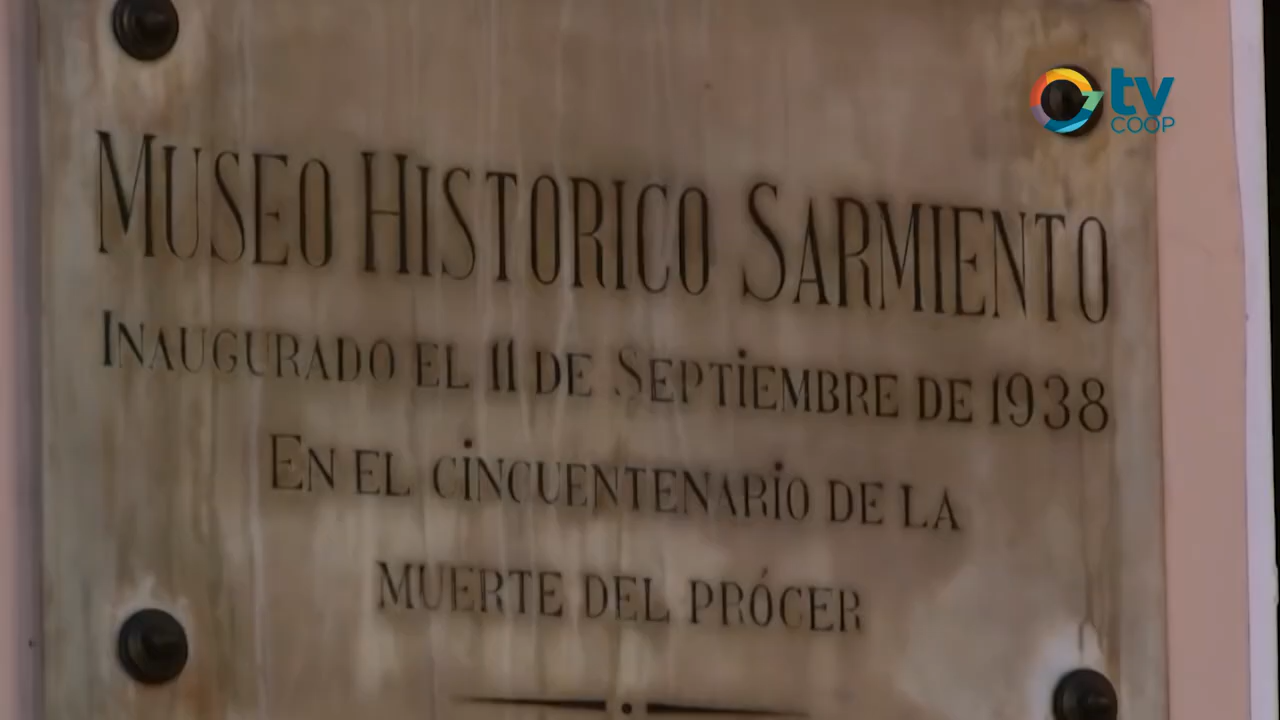 tv
COOP
MUSEO HISTORICO SARMIENTO
INAUGURADO EL 11 DE SEPTIEMBRE DE 1938
EN EL CINCUENTENARIO DE LA
MUERTE DEL PRÓCER